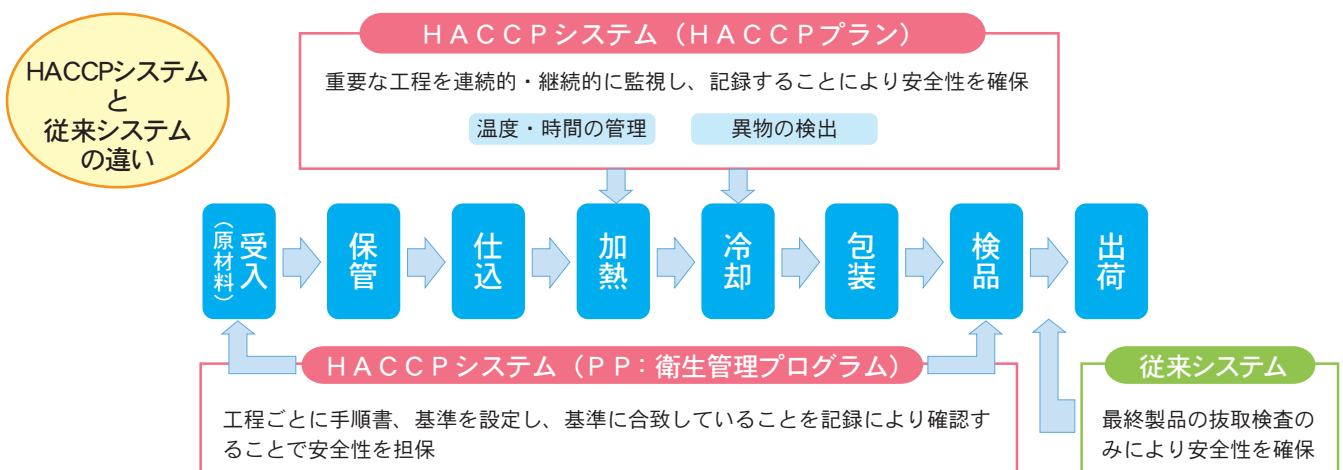 HACCPシステム
と
従来システム
の違い
HACCPシステム（HACCPプラン）
重要な工程を連続的・継続的に監視し、記録することにより安全性を確保
温度・時間の管理
異物の検出
受入
（原材料）
保管
仕込
加熱
冷却
包装
検品
出荷
HACCPシステム（PP：衛生管理プログラム）
工程ごとに手順書、基準を設定し、基準に合致していることを記録により確認す
ることで安全性を担保
従来システム
最終製品の抜取検査の
みにより安全性を確保